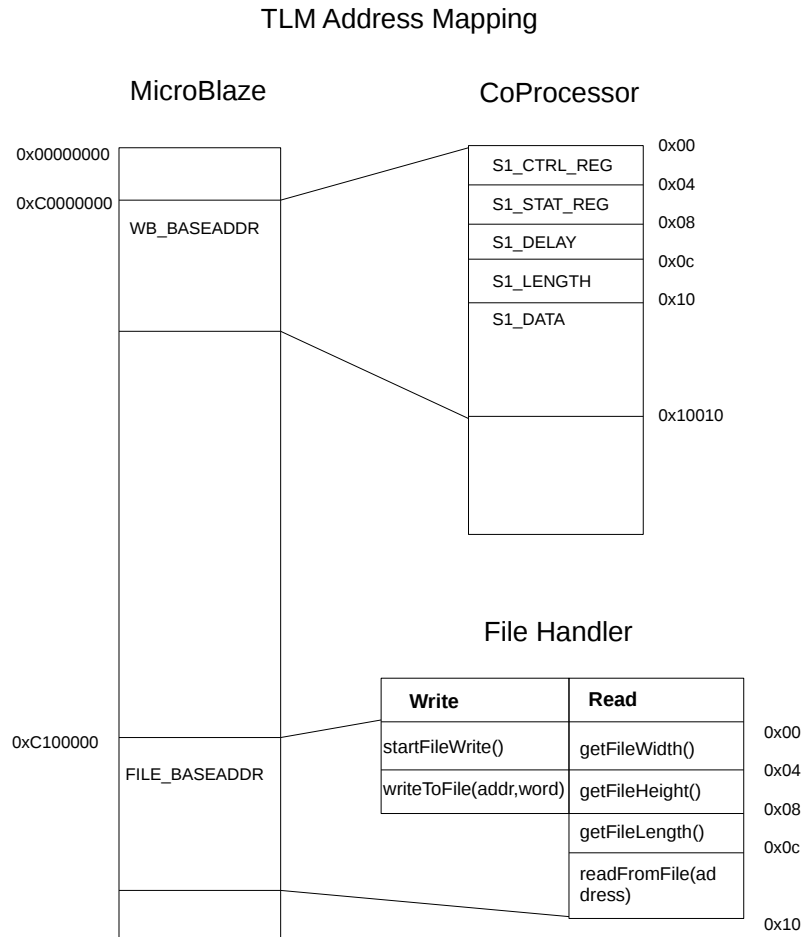 TLM Address Mapping
MicroBlaze
CoProcessor
0x00000000
0xC0000000
WB_BASEADDR
0x00
S1_CTRL_REG
0x04
S1_STAT_REG
0x08
S1_DELAY
0x0c
S1_LENGTH
0x10
S1_DATA
0x10010
File Handler
Write
Read
0xC100000
FILE_BASEADDR
0x00
startFileWrite()
getFileWidth()
0x04
writeToFile(addr,word)
getFileHeight()
0x08
getFileLength()
0x0c
readFromFile(ad
dress)
0x10